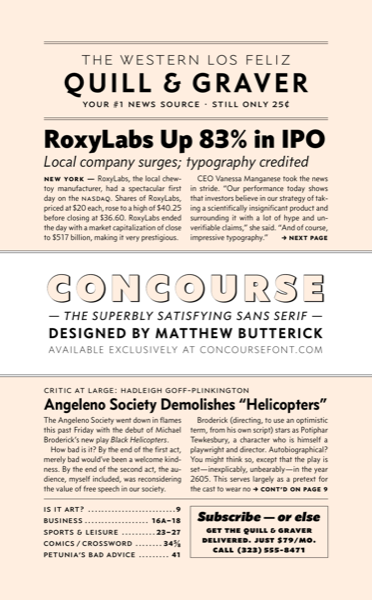 THE WESTERN LOS FELIZ
QUILL & GRAVER
YOUR #1 NEWS SOURCE · STILL ONLY 25¢
RoxyLabs Up 83% in IPO
Local company surges; typography credited
NEW YORK — RoxyLabs, the local chew-
toy manufacturer, had a spectacular first
day on the NASDAQ. Shares of RoxyLabs,
priced at $20 each, rose to a high of $40.25
before closing at $36.60. RoxyLabs ended
the day with a market capitalization of close
to $517 billion, making it very prestigious.
CEO Vanessa Manganese took the news
in stride. “Our performance today shows
that investors believe in our strategy of tak-
ing a scientifically insignificant product and
surrounding it with a lot of hype and un-
verifiable claims,” she said. “And of course,
impressive typography.” → NEXT PAGE
CONCOURSE
— THE SUPERBLY SATISFYING SANS SERIF —
DESIGNED BY MATTHEW BUTTERICK
AVAILABLE EXCLUSIVELY AT CONCOURSEFONT.COM
CRITIC AT LARGE: HADLEIGH GOFF-PLINKINGTON
Angeleno Society Demolishes “Helicopters”
The Angeleno Society went down in flames
this past Friday with the debut of Michael
Broderick’s new play Black Helicopters.
How bad is it? By the end of the first act,
merely bad would’ve been a welcome kind-
ness. By the end of the second act, the au-
dience, myself included, was reconsidering
the value of free speech in our society.
Broderick (directing, to use an optimistic
term, from his own script) stars as Potiphar
Tewkesbury, a character who is himself a
playwright and director. Autobiographical?
You might think so, except that the play is
set—inexplicably, unbearably—in the year
2605. This serves largely as a pretext for
the cast to wear no → CONT’D ON PAGE 9
IS IT ART? ........................ 9
BUSINESS ..................... 16A–18
SPORTS & LEISURE .......... 23–27
COMICS / CROSSWORD ........ 34⅝
PETUNIA’S BAD ADVICE ........ 41
Subscribe — or else
GET THE QUILL & GRAVER
DELIVERED. JUST $79/MO.
CALL (323) 555-8471